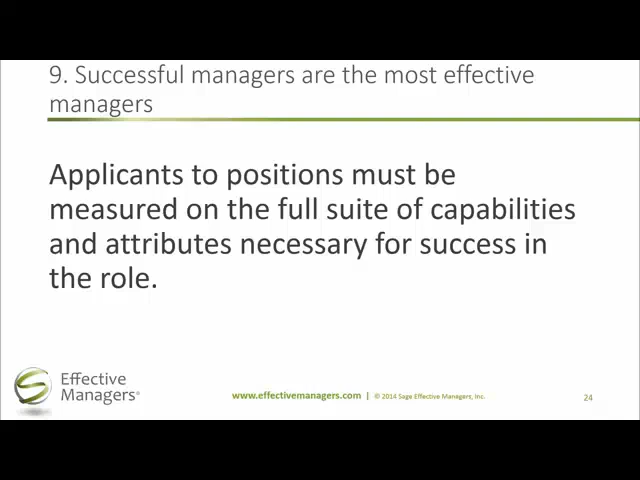 9. Successful managers are the most effective
managers
Applicants to positions must be
measured on the full suite of capabilities
and attributes necessary for success in
the role.
Effective
Managers®
www.effectivemanagers.com | © 2014 Sage Effective Managers, Inc.
24